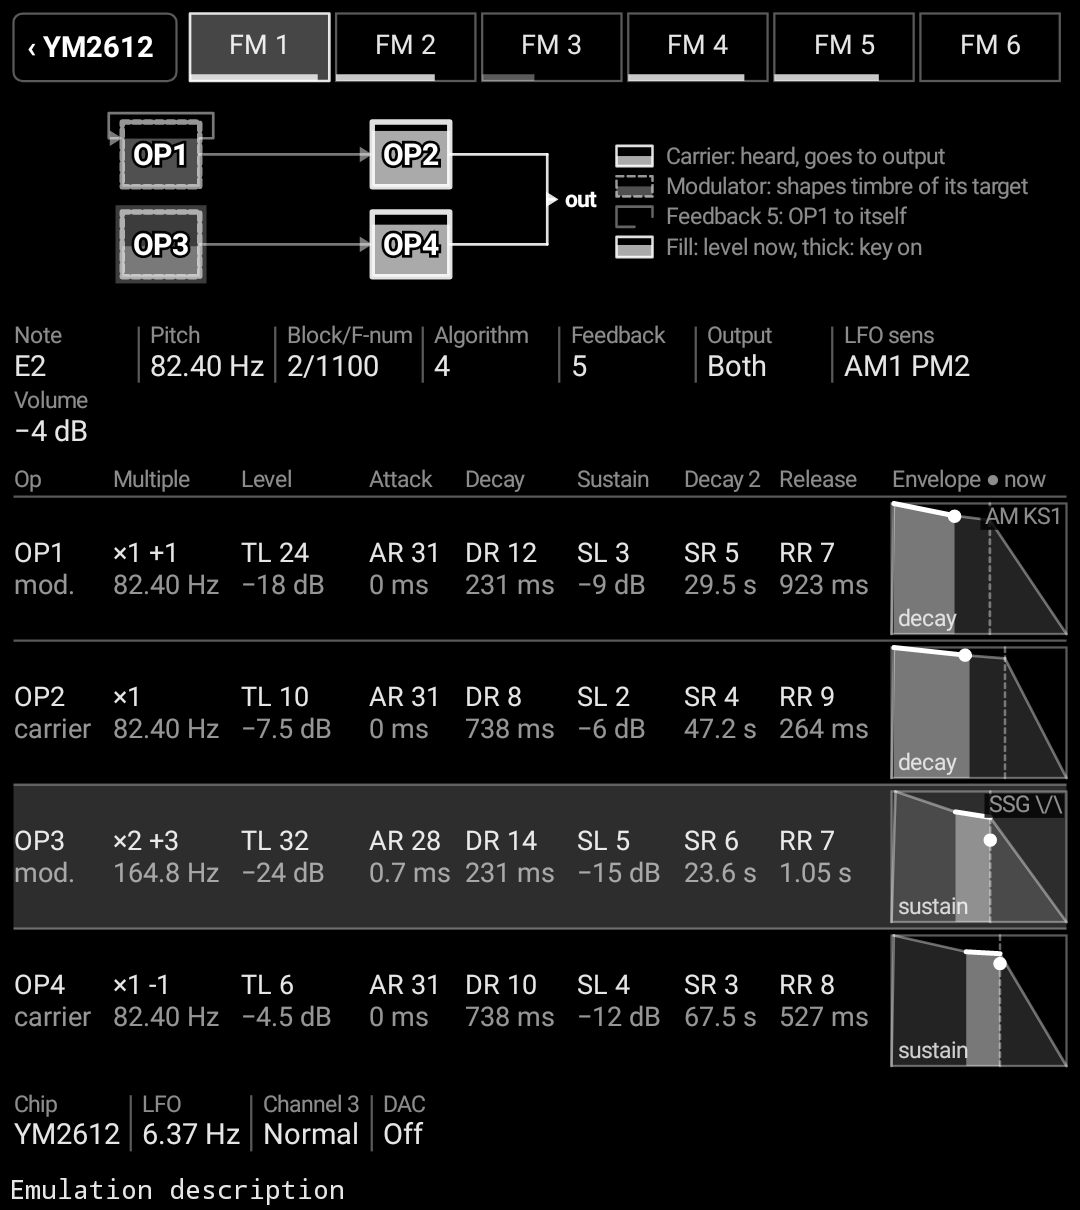 ‹ YM2612 FM 1 FM 2 FM 3 FM 4 FM 5 FM 6
OP1 OP2
OP3 OP4
out
Carrier: heard, goes to output
Modulator: shapes timbre of its target
Feedback 5: OP1 to itself
Fill: level now, thick: key on
Note Pitch Block/F-num Algorithm Feedback Output LFO sens
E2 82.40 Hz 2/1100 4 5 Both AM1 PM2
Volume
−4 dB
Op Multiple Level Attack Decay Sustain Decay 2 Release Envelope ● now
AM KS1
OP1 ×1 +1 TL 24 AR 31 DR 12 SL 3 SR 5 RR 7
mod. 82.40 Hz −18 dB 0 ms 231 ms −9 dB 29.5 s 923 ms
decay
OP2 ×1 TL 10 AR 31 DR 8 SL 2 SR 4 RR 9
carrier 82.40 Hz −7.5 dB 0 ms 738 ms −6 dB 47.2 s 264 ms
decay
SSG \/\
OP3 ×2 +3 TL 32 AR 28 DR 14 SL 5 SR 6 RR 7
mod. 164.8 Hz −24 dB 0.7 ms 231 ms −15 dB 23.6 s 1.05 s
sustain
OP4 ×1 -1 TL 6 AR 31 DR 10 SL 4 SR 3 RR 8
carrier 82.40 Hz −4.5 dB 0 ms 738 ms −12 dB 67.5 s 527 ms
sustain
Chip LFO Channel 3 DAC
YM2612 6.37 Hz Normal Off
Emulation description